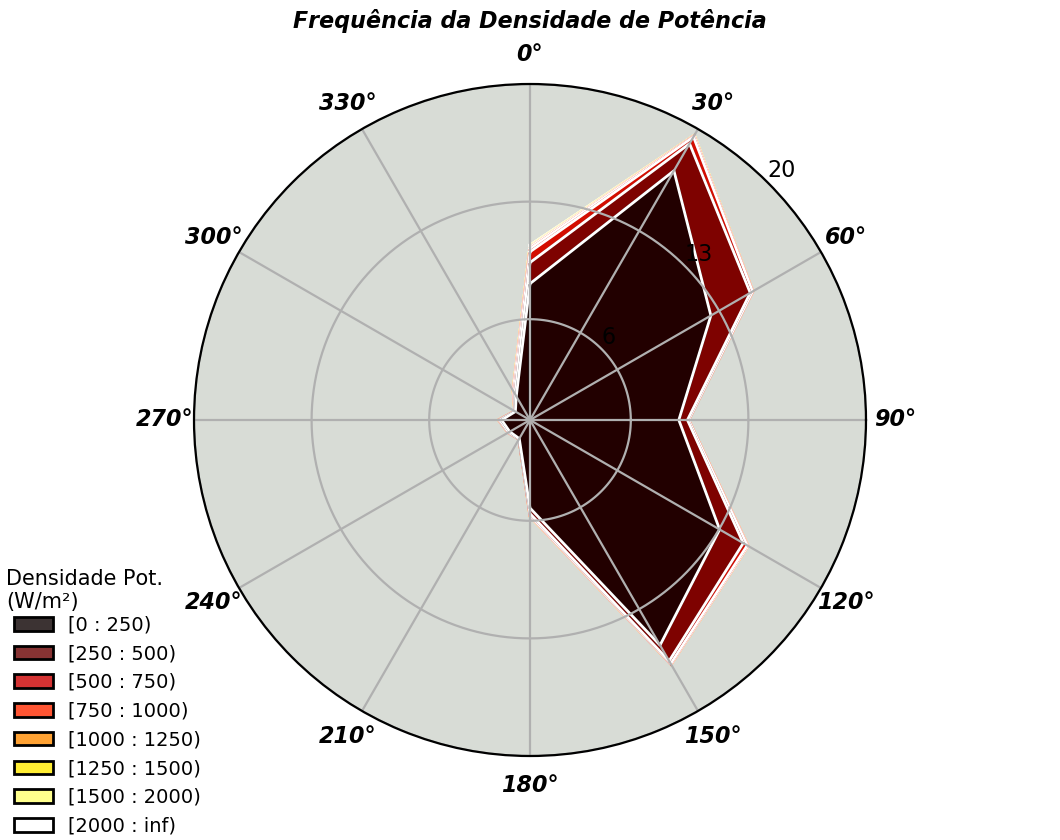 Frequência da Densidade de Potência
0°
330°
30°
20
300°
60°
13
6
270°
90°
240°
120°
210°
150°
180°
Densidade Pot.
(W/m²)
[0 : 250)
[250 : 500)
[500 : 750)
[750 : 1000)
[1000 : 1250)
[1250 : 1500)
[1500 : 2000)
[2000 : inf)